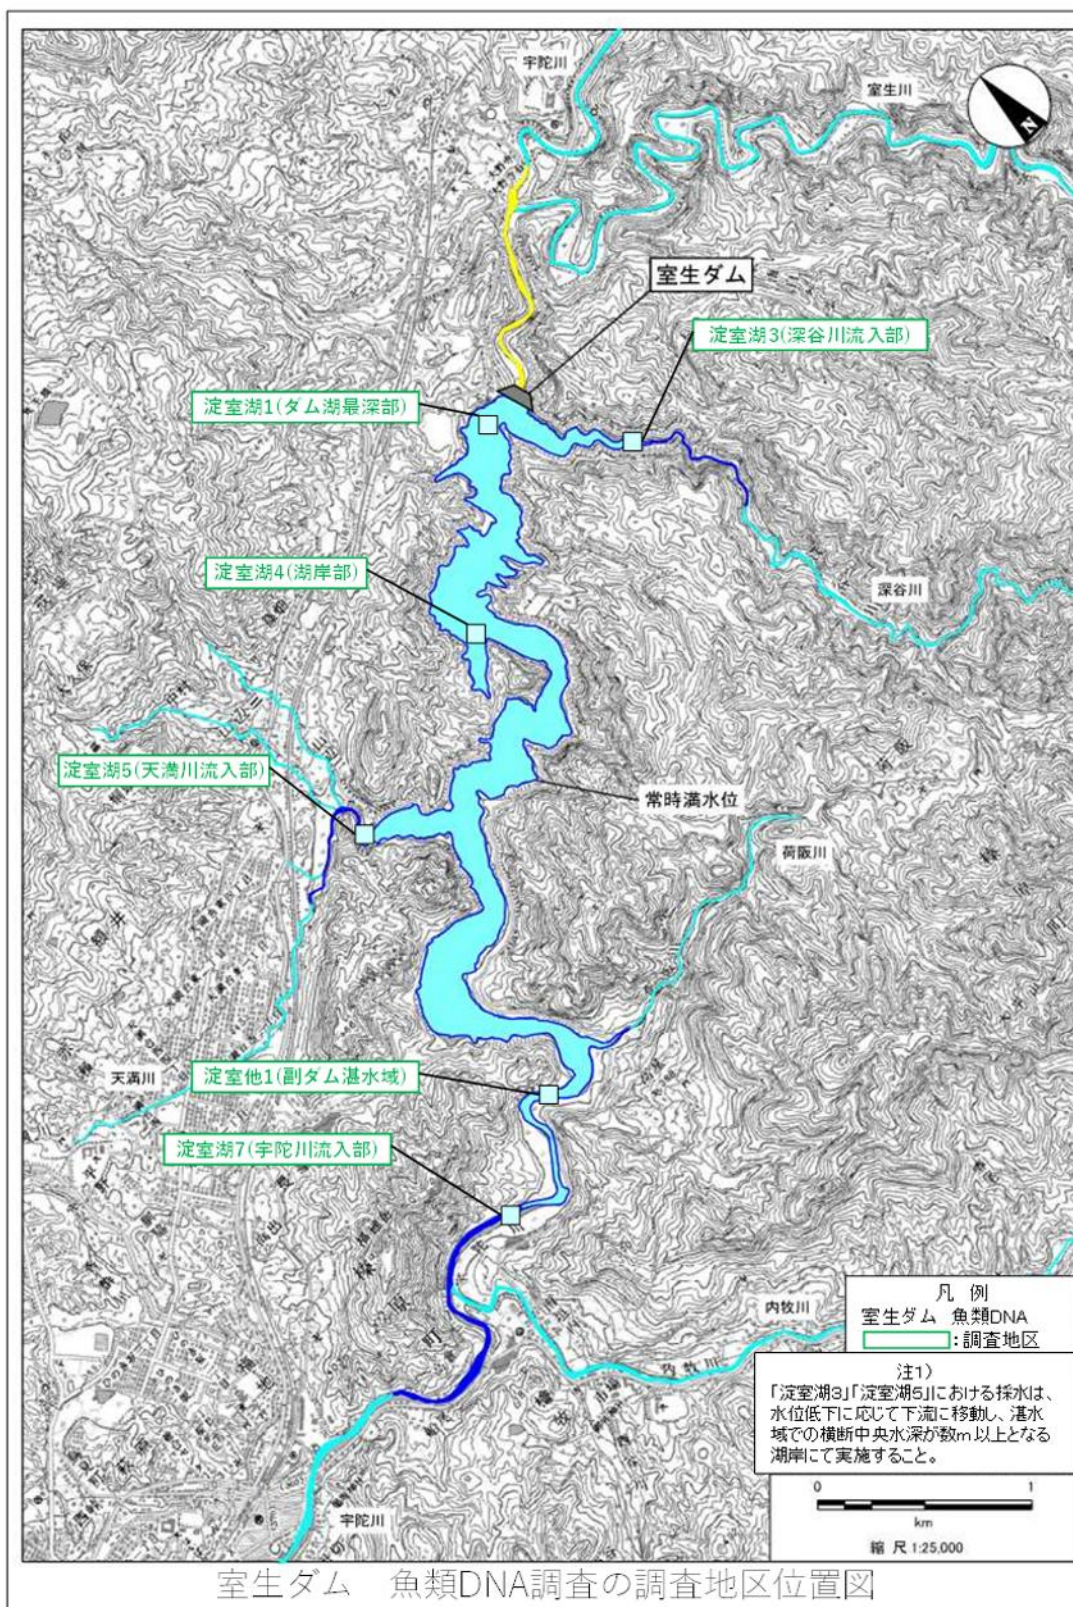 宇陀川
室生川
N
室生ダム
淀室湖3(深谷川流入部)
淀室湖1(ダム湖最深部)
淀室湖4(湖岸部)
深谷川
淀室湖5(天満川流入部)
常時満水位
荷阪川
天満川
淀室他1(副ダム湛水域)
淀室湖7(宇陀川流入部)
内牧川
凡 例
室生ダム 魚類DNA
:調査地区
注1)
「淀室湖3」「淀室湖5」における採水は、
水位低下に応じて下流に移動し、湛水
域での横断中央水深が数m以上となる
湖岸にて実施すること。
0 1
km
縮 尺 1:25,000
宇陀川
室生ダム 魚類DNA調査の調査地区位置図